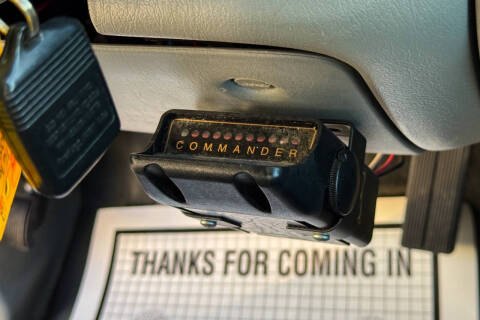 COMMANDER
THANKS FOR COMING IN